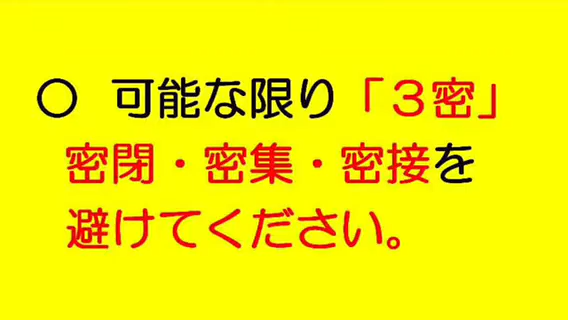 ○ 可能な限り「３密」
密閉・密集・密接を
避けてください。